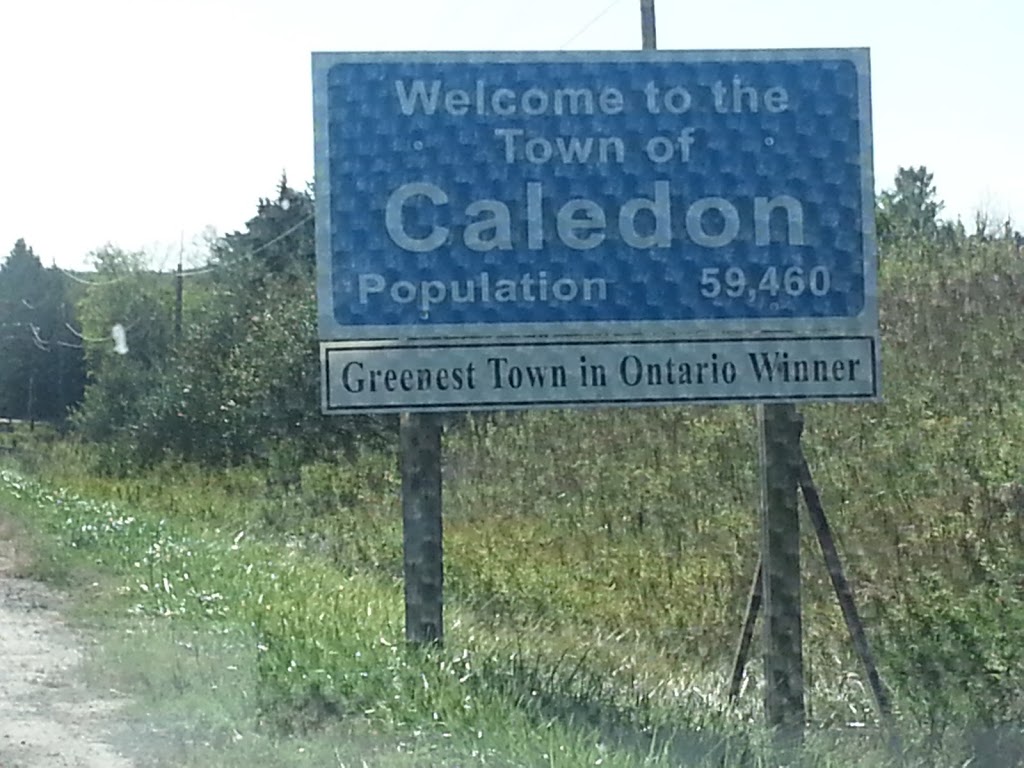 Welcome to the
Town of
Caledon
Population 59,460
Greenest Town in Ontario Winner